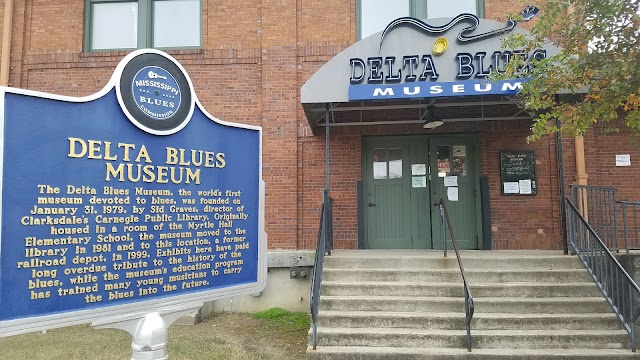 MISSISSIPPI
BLUES
COMMISSION
DELTA BLUES
MUSEUM
The Delta Blues Museum, the world's first
museum devoted to blues, was founded on
January 31, 1979, by Sid Graves, director of
Clarksdale's Carnegie Public Library. Originally
housed in a room of the Myrtle Hall
Elementary School, the museum moved to the
library in 1981 and to this location, a former
railroad depot, in 1999. Exhibits here have paid
long overdue tribute to the history of the
blues, while the museum's education program
has trained many young musicians to carry
the blues into the future.
DELTA BLUES
MUSEUM